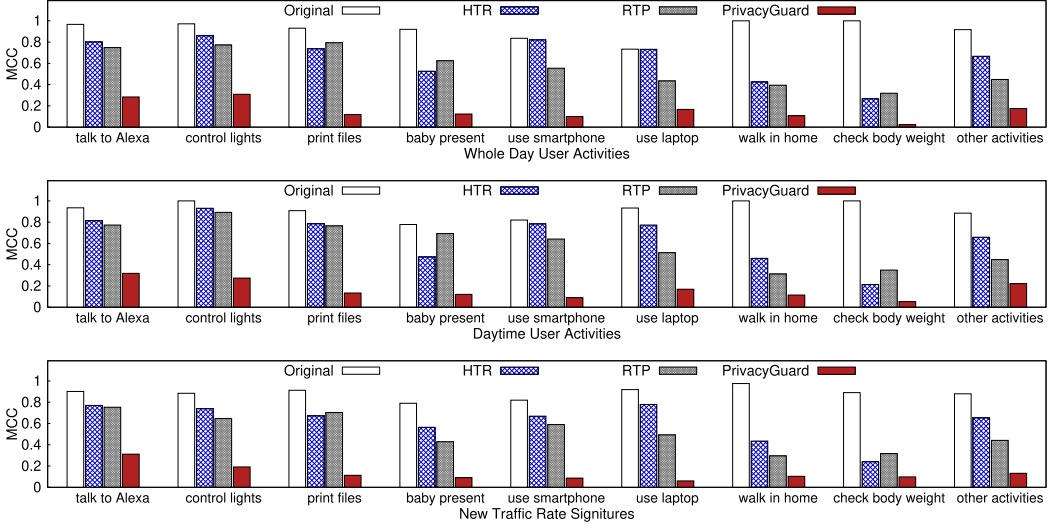 Original HTR RTP PrivacyGuard
1
0.8
0.6
0.4
0.2
0
MCC
talk to Alexa control lights print files baby present use smartphone use laptop walk in home check body weight other activities
Whole Day User Activities
Original HTR RTP PrivacyGuard
1
0.8
0.6
0.4
0.2
0
MCC
talk to Alexa control lights print files baby present use smartphone use laptop walk in home check body weight other activities
Daytime User Activities
Original HTR RTP PrivacyGuard
1
0.8
0.6
0.4
0.2
0
MCC
talk to Alexa control lights print files baby present use smartphone use laptop walk in home check body weight other activities
New Traffic Rate Signitures